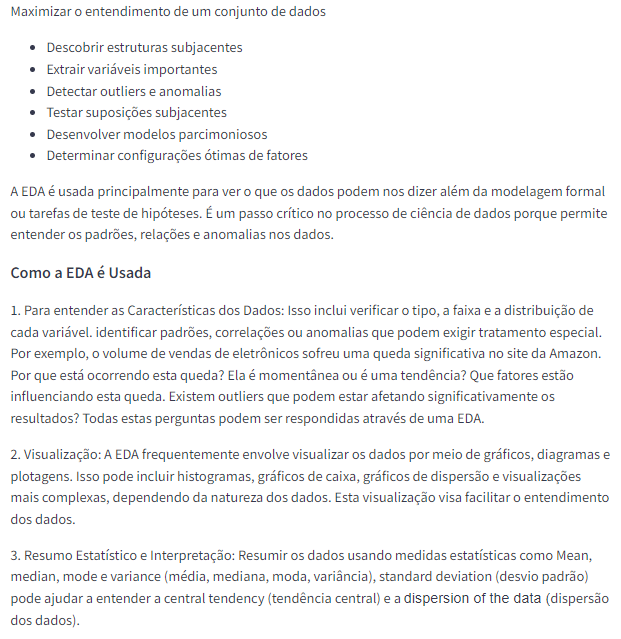 Maximizar o entendimento de um conjunto de dados
• Descobrir estruturas subjacentes
• Extrair variáveis importantes
• Detectar outliers e anomalias
• Testar suposições subjacentes
• Desenvolver modelos parcimoniosos
• Determinar configurações ótimas de fatores
A EDA é usada principalmente para ver o que os dados podem nos dizer além da modelagem formal
ou tarefas de teste de hipóteses. É um passo crítico no processo de ciência de dados porque permite
entender os padrões, relações e anomalias nos dados.
Como a EDA é Usada
1. Para entender as Características dos Dados: Isso inclui verificar o tipo, a faixa e a distribuição de
cada variável. identificar padrões, correlações ou anomalias que podem exigir tratamento especial.
Por exemplo, o volume de vendas de eletrônicos sofreu uma queda significativa no site da Amazon.
Por que está ocorrendo esta queda? Ela é momentânea ou é uma tendência? Que fatores estão
influenciando esta queda. Existem outliers que podem estar afetando significativamente os
resultados? Todas estas perguntas podem ser respondidas através de uma EDA.
2. Visualização: A EDA frequentemente envolve visualizar os dados por meio de gráficos, diagramas e
plotagens. Isso pode incluir histogramas, gráficos de caixa, gráficos de dispersão e visualizações
mais complexas, dependendo da natureza dos dados. Esta visualização visa facilitar o entendimento
dos dados.
3. Resumo Estatístico e Interpretação: Resumir os dados usando medidas estatísticas como Mean,
median, mode e variance (média, mediana, moda, variância), standard deviation (desvio padrão)
pode ajudar a entender a central tendency (tendência central) e a dispersion of the data (dispersão
dos dados).